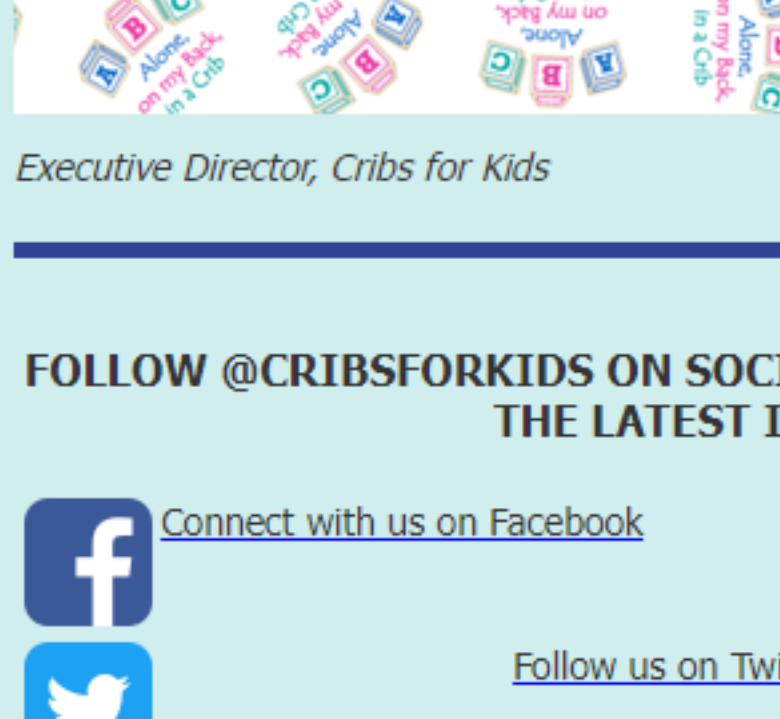 A B C
Alone,
on my Back,
in a Crib
A B C
Alone,
on my Back,
in a Crib
A B C
Alone,
on my Back,
Alone,
on my Back,
in a Crib
B
C
Executive Director, Cribs for Kids
FOLLOW @CRIBSFORKIDS ON SOCI
THE LATEST I
Connect with us on Facebook
Follow us on Twi